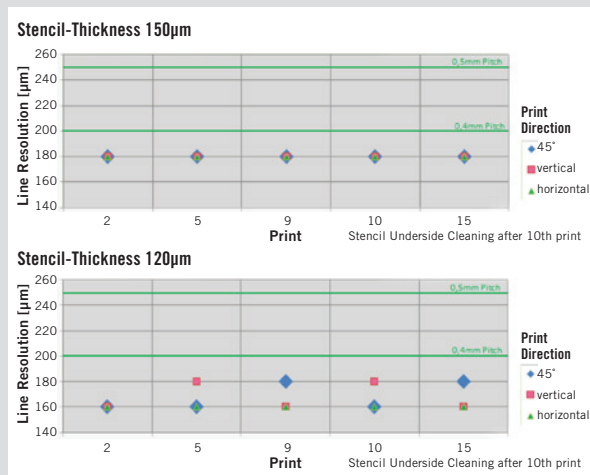 Stencil-Thickness 150µm
Line Resolution [µm]
260
240
220
200
180
160
140
0,5mm Pitch
0,4mm Pitch
2 5 9 10 15
Print
Stencil Underside Cleaning after 10th print
Print
Direction
45°
vertical
horizontal
Stencil-Thickness 120µm
Line Resolution [µm]
260
240
220
200
180
160
140
0,5mm Pitch
0,4mm Pitch
2 5 9 10 15
Print
Stencil Underside Cleaning after 10th print
Print
Direction
45°
vertical
horizontal